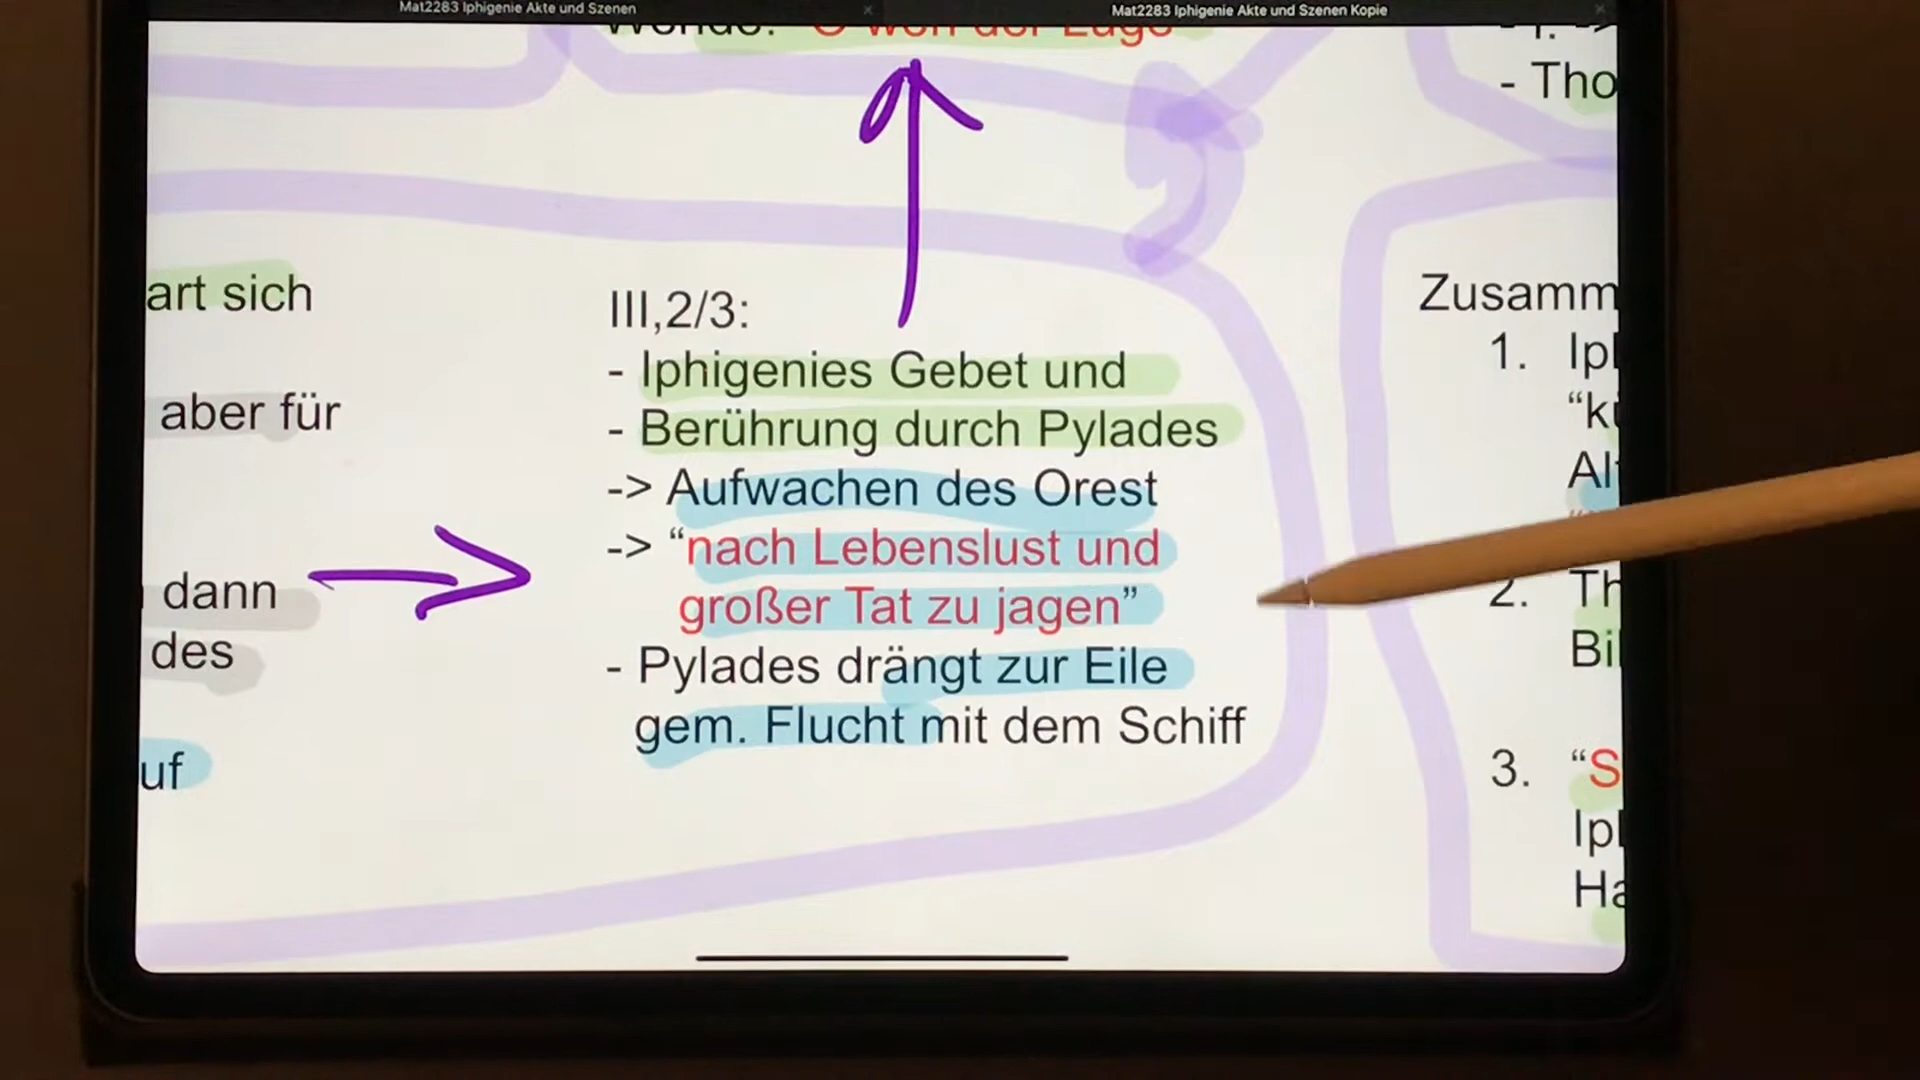 Mat2283 Iphigenie Akte und Szenen
Mat2283 Iphigenie Akte und Szenen Kopie
art sich
aber für
dann
des
uf
III,2/3:
- Iphigenies Gebet und
- Berührung durch Pylades
-> Aufwachen des Orest
-> “nach Lebenslust und
großer Tat zu jagen”
- Pylades drängt zur Eile
gem. Flucht mit dem Schiff
- Tho
Zusamm
1. Ip
“k
Al
2. Th
Bil
3. “S
Ip
Ha